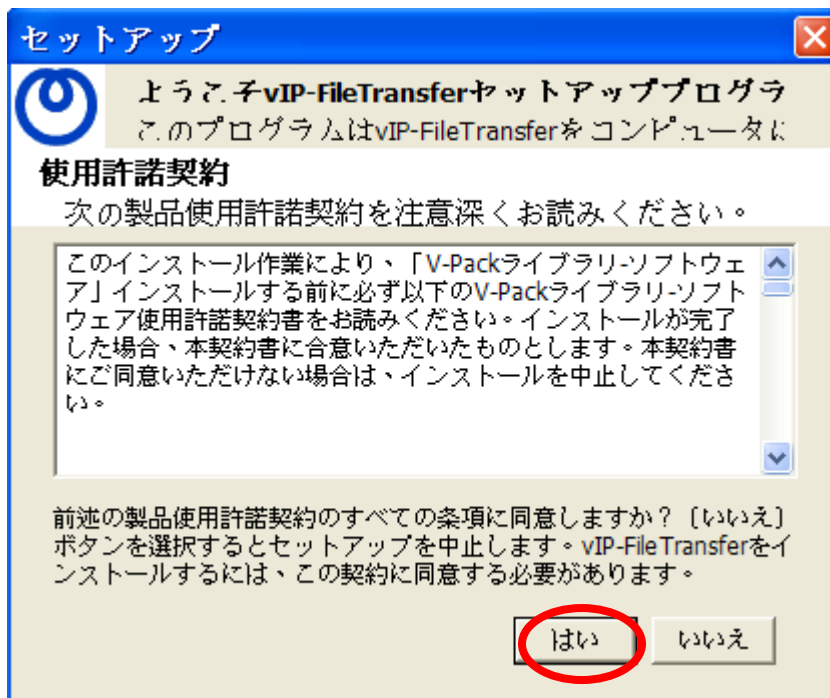 セットアップ
ようこそvIP-FileTransferセットアッププログラ
このプログラムはvIP-FileTransferをコンピュータに
使用許諾契約
次の製品使用許諾契約を注意深くお読みください。
このインストール作業により、「V-Packライブラリ-ソフトウェ
ア」インストールする前に必ず以下のV-Packライブラリ-ソフト
ウェア使用許諾契約書をお読みください。インストールが完了
した場合、本契約書に合意いただいたものとします。本契約書
にご同意いただけない場合は、インストールを中止してくださ
い。
前述の製品使用許諾契約のすべての条項に同意しますか？〔いいえ〕
ボタンを選択するとセットアップを中止します。vIP-FileTransferをイ
ンストールするには、この契約に同意する必要があります。
はい
いいえ